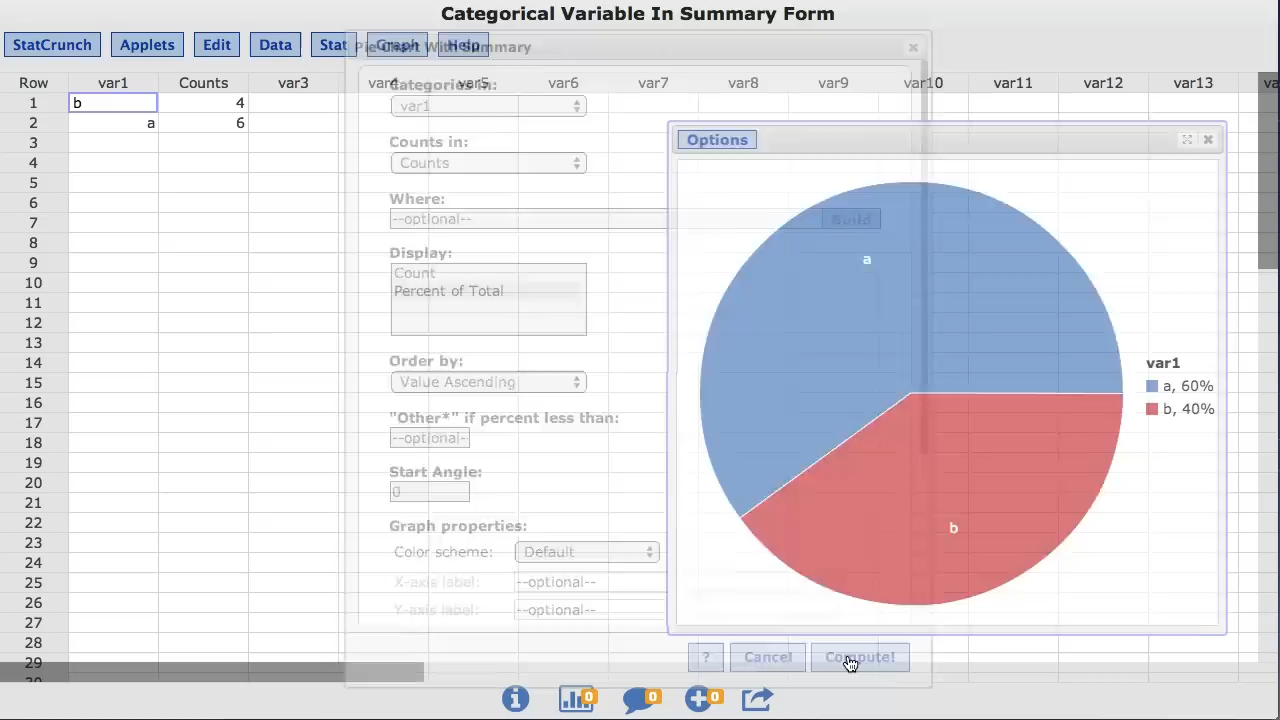 Categorical Variable In Summary Form
StatCrunch Applets Edit Data Stat Graph Help
Pie Chart With Summary
Row var1 Counts var3 var4 var5 var6 var7 var8 var9 var10 var11 var12 var13
1 b 4
2 a 6
3
4
5
6
7
8
9
10
11
12
13
14
15
16
17
18
19
20
21
22
23
24
25
26
27
28
29
30
Categories in:
var1
Counts in:
Counts
Where:
--optional-- Build
Display:
Count
Percent of Total
Order by:
Value Ascending
"Other*" if percent less than:
--optional--
Start Angle:
0
Graph properties:
Color scheme: Default
X-axis label: --optional--
Y-axis label: --optional--
? Cancel Compute!
Options
a
b
var1
a, 60%
b, 40%
0 0 0